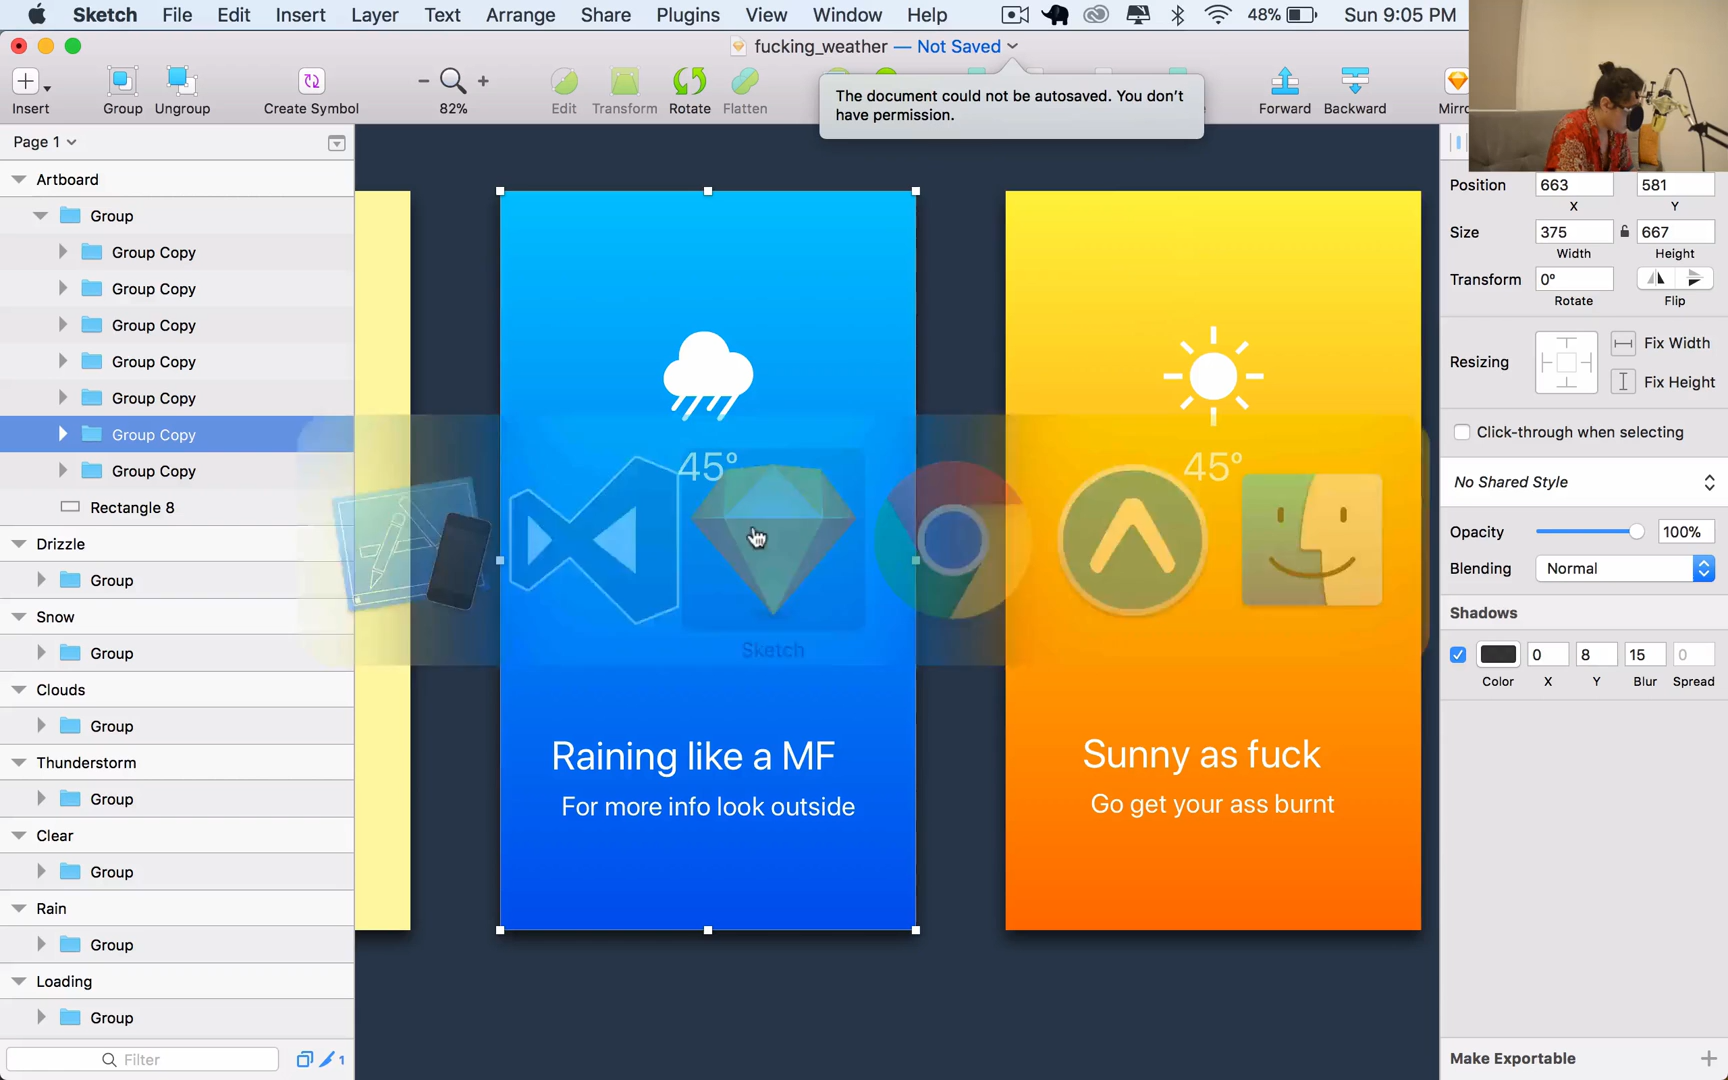 Sketch File Edit Insert Layer Text Arrange Share Plugins View Window Help 48% Sun 9:05 PM
fucking_weather — Not Saved
Insert Group Ungroup Create Symbol 82% Edit Transform Rotate Flatten Forward Backward
The document could not be autosaved. You don't
have permission.
Page 1
Artboard
Group
Group Copy
Group Copy
Group Copy
Group Copy
Group Copy
Group Copy
Group Copy
Rectangle 8
Drizzle
Group
Snow
Group
Clouds
Group
Thunderstorm
Group
Clear
Group
Rain
Group
Loading
Group
Filter
1
45°
Sketch
Raining like a MF
For more info look outside
45°
Sunny as fuck
Go get your ass burnt
Position 663 581
X Y
Size 375 667
Width Height
Transform 0° 
Rotate Flip
Resizing Fix Width
Fix Height
Click-through when selecting
No Shared Style
Opacity 100%
Blending Normal
Shadows
0 8 15 0
Color X Y Blur Spread
Make Exportable